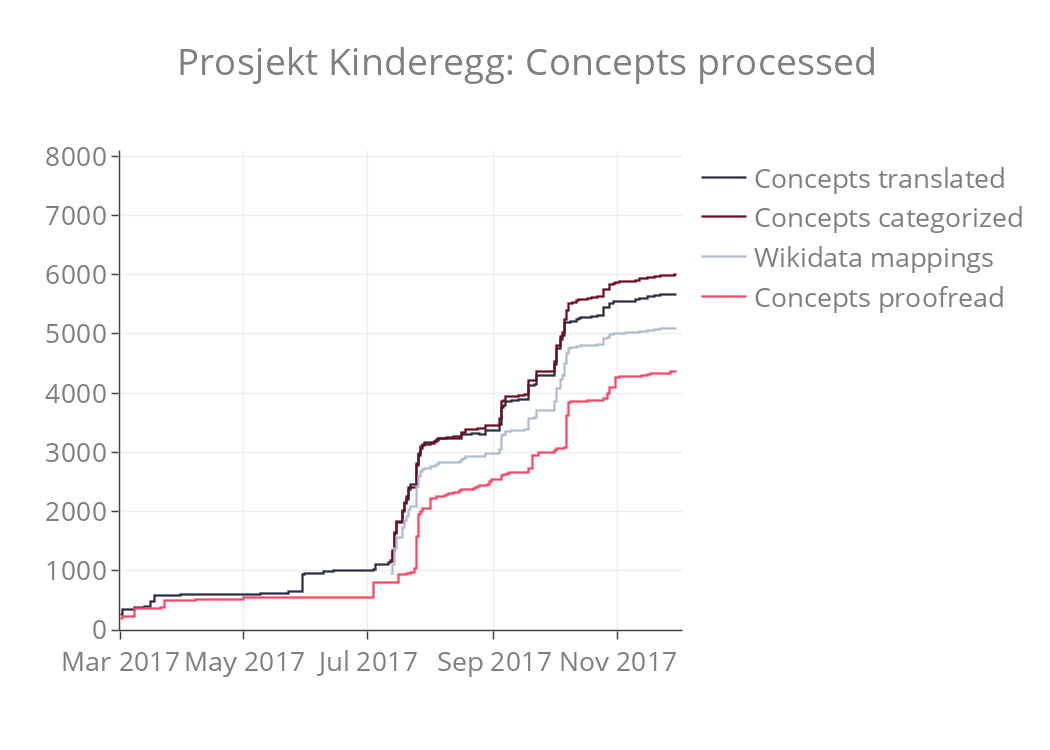 Prosjekt Kinderegg: Concepts processed
8000
7000
6000
5000
4000
3000
2000
1000
0
Mar 2017 May 2017 Jul 2017 Sep 2017 Nov 2017
Concepts translated
Concepts categorized
Wikidata mappings
Concepts proofread